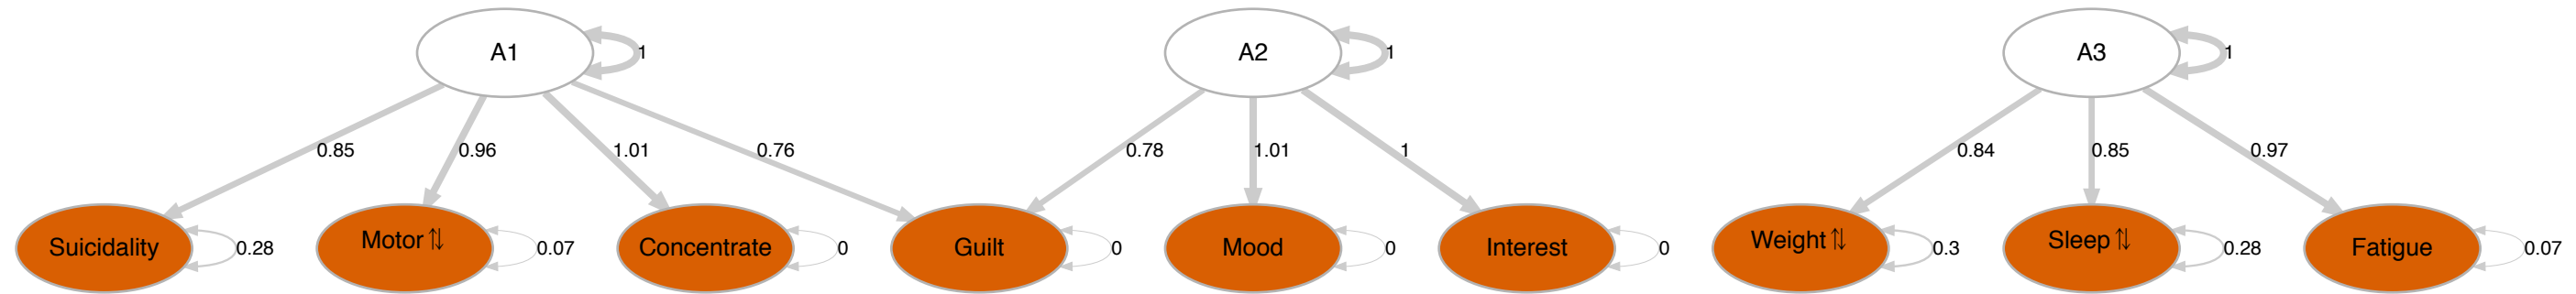 A1
1
A2
1
A3
1
0.85
0.96
1.01
0.76
0.78
1.01
1
0.84
0.85
0.97
Suicidality
0.28
Motor⇅
0.07
Concentrate
0
Guilt
0
Mood
0
Interest
0
Weight⇅
0.3
Sleep⇅
0.28
Fatigue
0.07